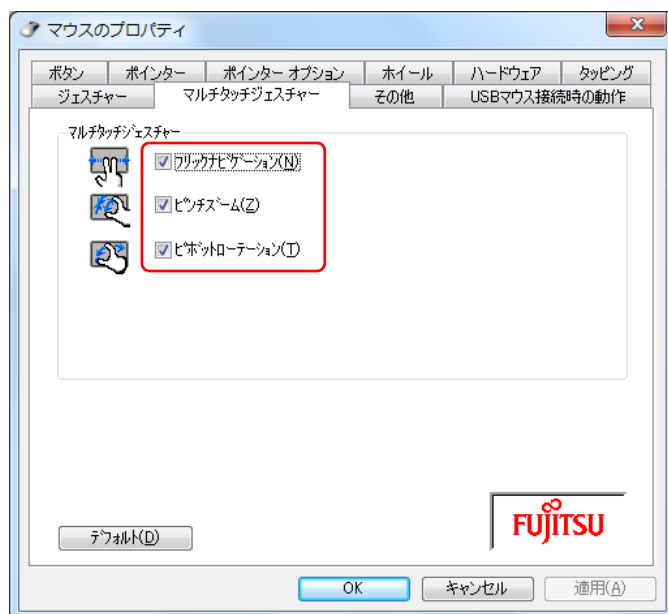 マウスのプロパティ
ボタン ポインター ポインター オプション ホイール ハードウェア タッピング
ジェスチャー マルチタッチジェスチャー その他 USBマウス接続時の動作
マルチタッチジェスチャー
フリックナビゲーション(N)
ピンチズーム(Z)
ピボットローテーション(T)
FUJITSU
デフォルト(D)
OK キャンセル 適用(A)